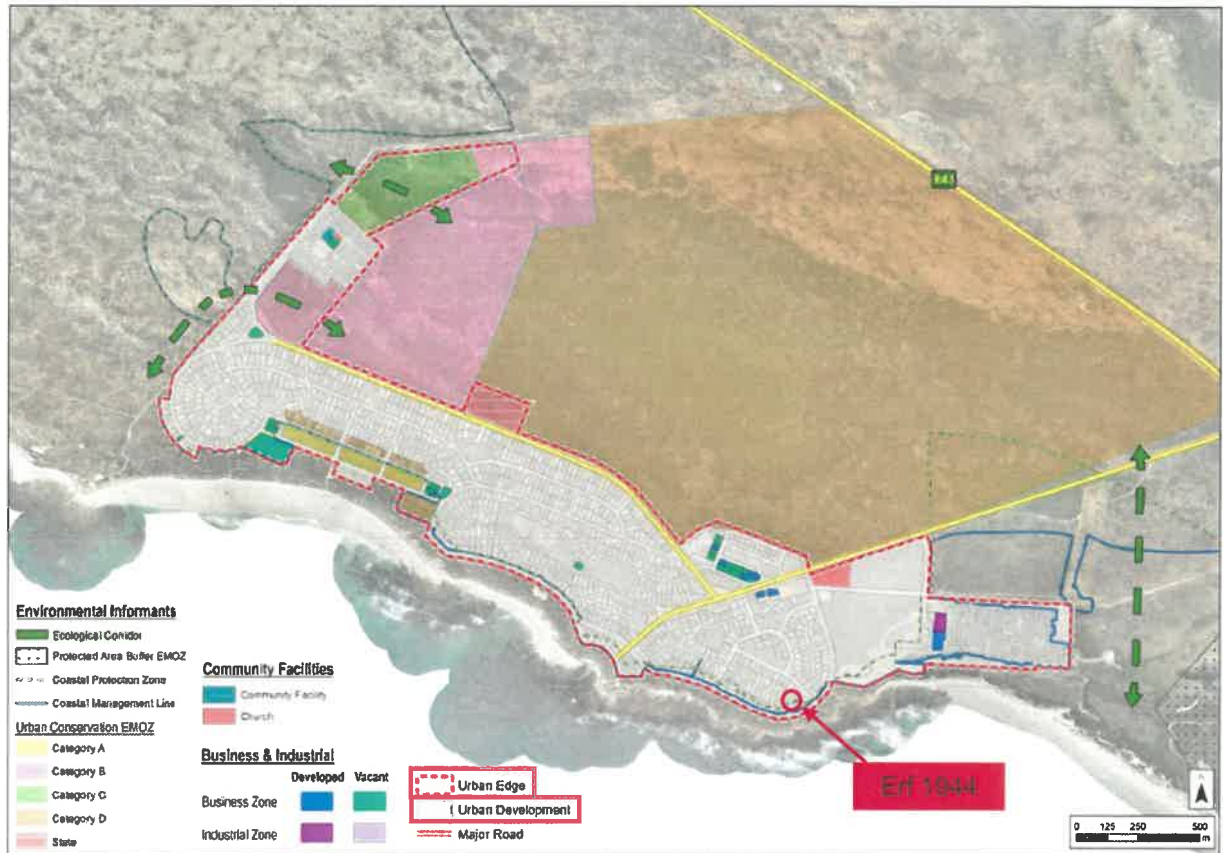 R43
Environmental Informants
Ecological Corridor
Protected Area Buffer EMOZ
Coastal Protection Zone
Coastal Management Line
Urban Conservation EMOZ
Category A
Category B
Category C
Category D
State
Community Facilities
Community Facility
Church
Business & Industrial
Developed Vacant
Business Zone
Industrial Zone
Urban Edge
Urban Development
Major Road
Erf 1944
N
0 125 250 500
m